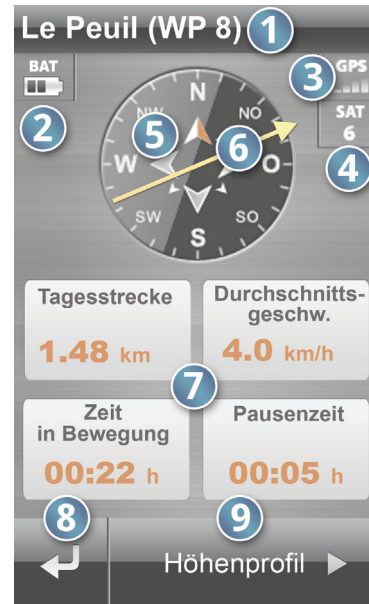 Le Peuil (WP 8) 1
BAT
2
3 GPS
SAT
6
4
N
NW
NO
5
6
W
O
SW
SO
S
Tagesstrecke
1.48 km
Durchschnitts-
geschw.
4.0 km/h
7
Zeit
in Bewegung
00:22 h
Pausenzeit
00:05 h
8
9
Höhenprofil